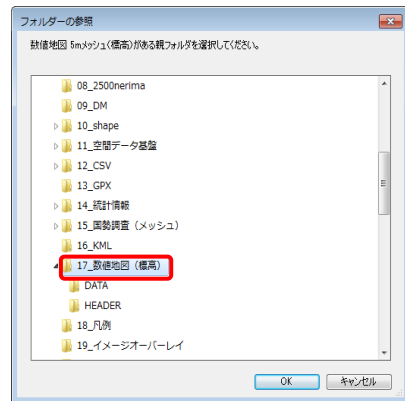 フォルダーの参照
数値地図 5mメッシュ(標高)がある親フォルダを選択してください。
08_2500nerima
09_DM
10_shape
11_空間データ基盤
12_CSV
13_GPX
14_統計情報
15_国勢調査（メッシュ）
16_KML
17_数値地図（標高）
DATA
HEADER
18_凡例
19_イメージオーバーレイ
OK キャンセル